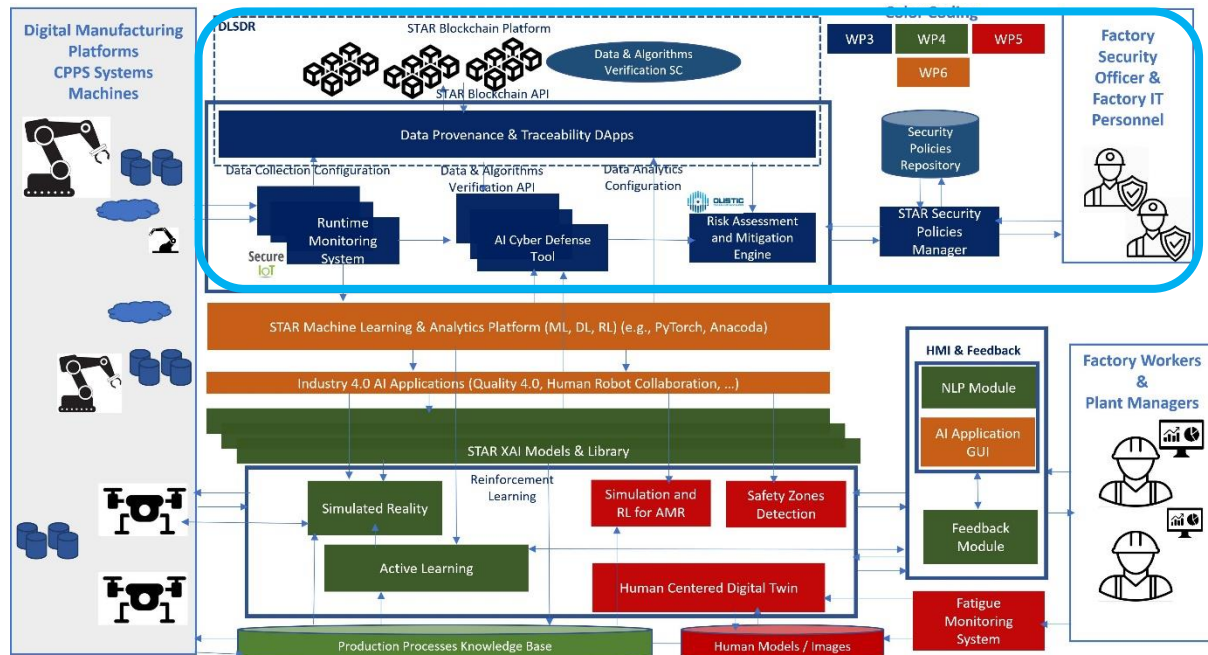 Digital Manufacturing
Platforms
CPPS Systems
Machines
DLSDR
STAR Blockchain Platform
Data & Algorithms
Verification SC
STAR Blockchain API
Data Provenance & Traceability DApps
Data Collection Configuration
Data & Algorithms
Verification API
Data Analytics
Configuration
Runtime
Monitoring
System
Secure
IoT
AI Cyber Defense
Tool
OLISTIC
Risk Assessment
and Mitigation
Engine
Color Coding
WP3
WP4
WP5
WP6
Security
Policies
Repository
STAR Security
Policies
Manager
Factory
Security
Officer &
Factory IT
Personnel
STAR Machine Learning & Analytics Platform (ML, DL, RL) (e.g., PyTorch, Anacoda)
Industry 4.0 AI Applications (Quality 4.0, Human Robot Collaboration, ...)
STAR XAI Models & Library
Reinforcement
Learning
Simulated Reality
Simulation and
RL for AMR
Safety Zones
Detection
Active Learning
Human Centered Digital Twin
Production Processes Knowledge Base
Human Models / Images
HMI & Feedback
NLP Module
AI Application
GUI
Feedback
Module
Fatigue
Monitoring
System
Factory Workers
&
Plant Managers